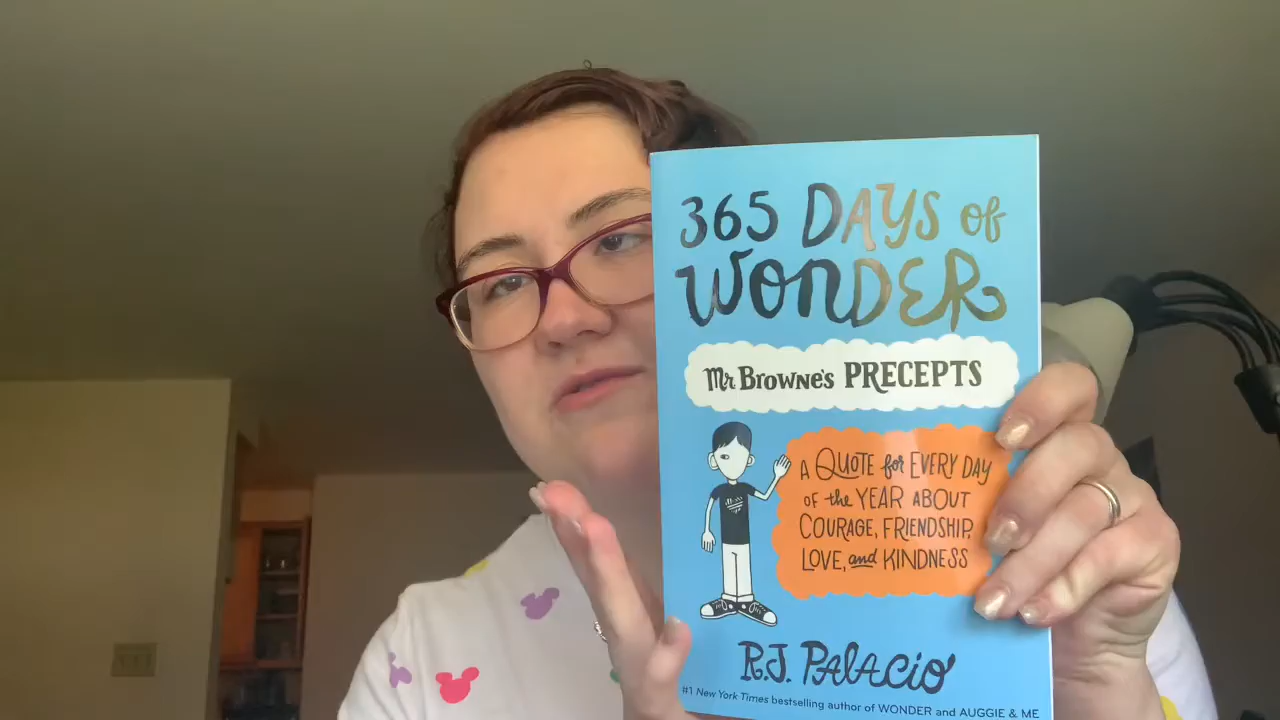 365 DAYS of
WONDER
Mr BROWNE'S PRECEPTS
A QUOTE for EVERY DAY
OF the YEAR ABOUT
COURAGE, FRIENDSHIP,
LOVE, and KINDNESS
R.J. PALACIO
#1 New York Times bestselling author of WONDER and AUGGIE & ME